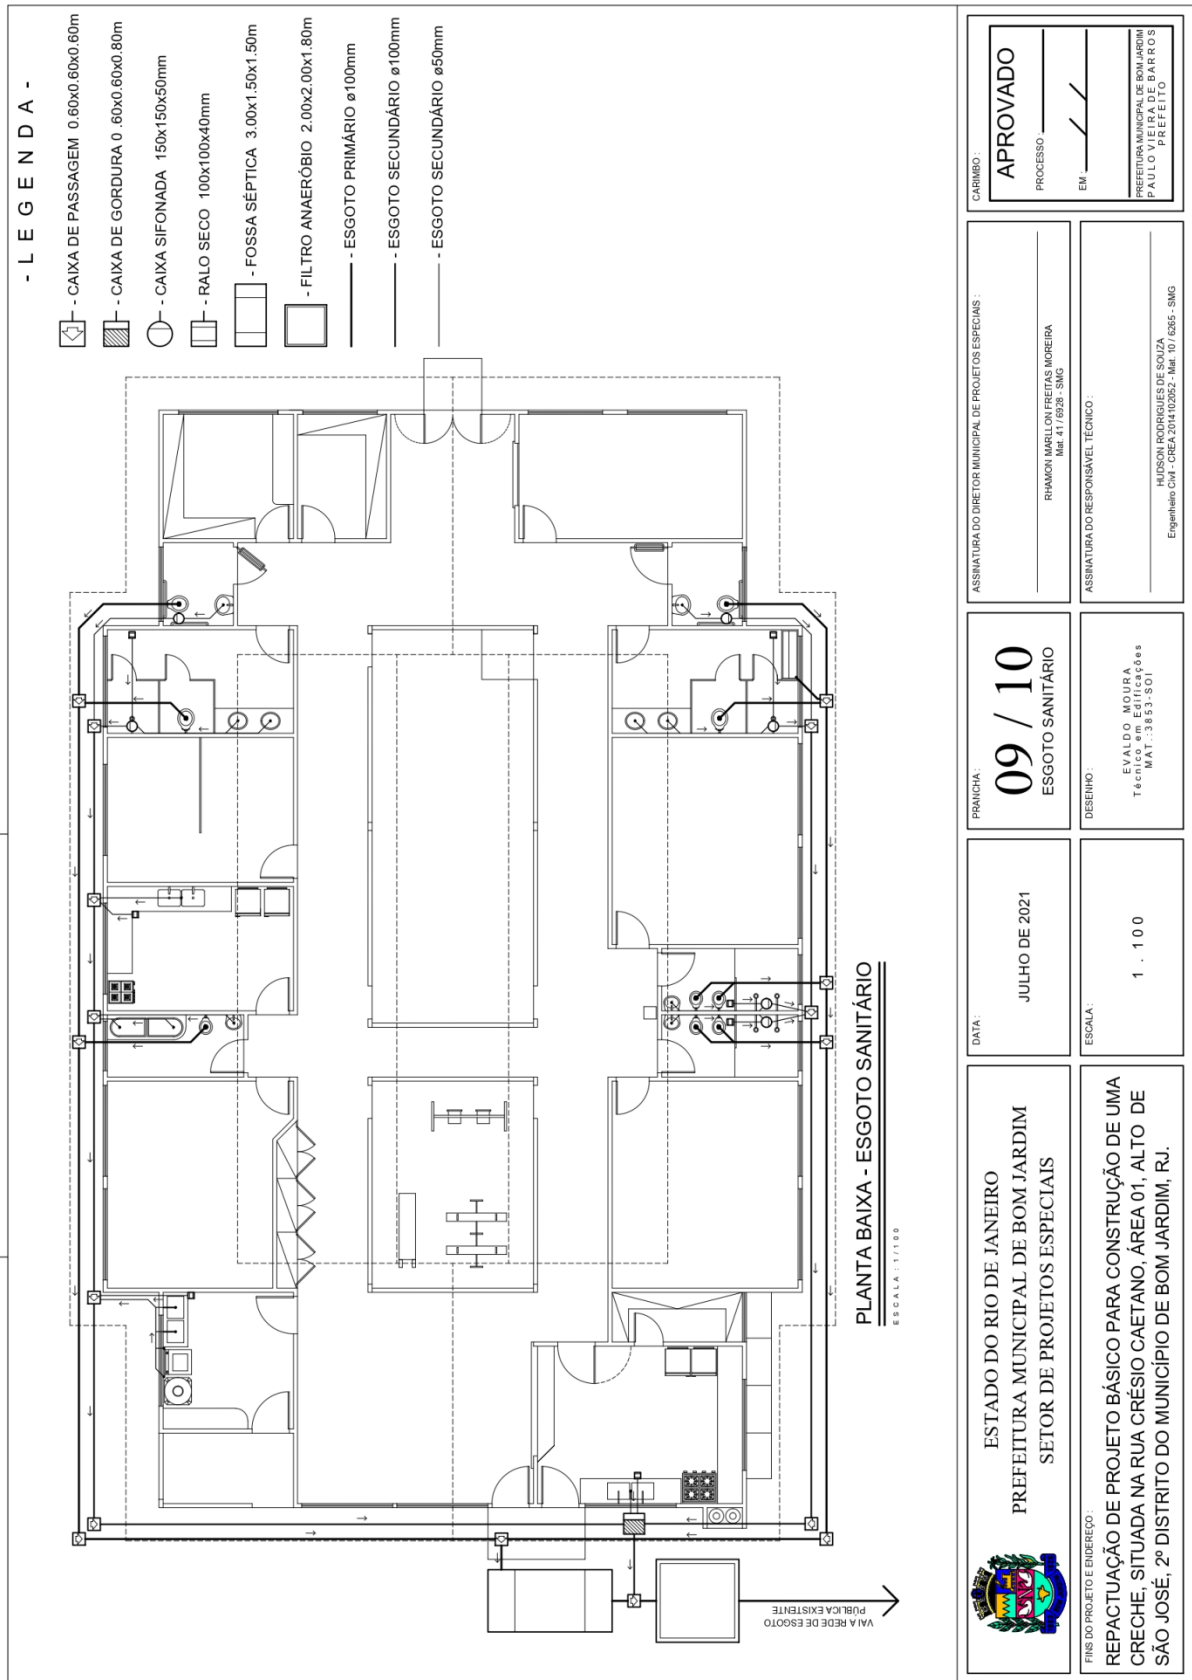 - L E G E N D A -
- CAIXA DE PASSAGEM 0.60x0.60x0.60m
- CAIXA DE GORDURA 0 .60x0.60x0.80m
- CAIXA SIFONADA 150x150x50mm
- RALO SECO 100x100x40mm
- FOSSA SÉPTICA 3.00x1.50x1.50m
- FILTRO ANAERÓBIO 2.00x2.00x1.80m
- ESGOTO PRIMÁRIO ø100mm
- ESGOTO SECUNDÁRIO ø100mm
- ESGOTO SECUNDÁRIO ø50mm
VAI A REDE DE ESGOTO
PÚBLICA EXISTENTE
PLANTA BAIXA - ESGOTO SANITÁRIO
ESCALA : 1/100
ESTADO DO RIO DE JANEIRO
PREFEITURA MUNICIPAL DE BOM JARDIM
SETOR DE PROJETOS ESPECIAIS
FINS DO PROJETO E ENDEREÇO :
REPACTUAÇÃO DE PROJETO BÁSICO PARA CONSTRUÇÃO DE UMA
CRECHE, SITUADA NA RUA CRÉSIO CAETANO, ÁREA 01, ALTO DE
SÃO JOSÉ, 2º DISTRITO DO MUNICÍPIO DE BOM JARDIM, RJ.
DATA :
JULHO DE 2021
ESCALA :
1 . 100
PRANCHA :
09 / 10
ESGOTO SANITÁRIO
DESENHO :
EVALDO MOURA
Técnico em Edificações
MAT.:3853-SOI
ASSINATURA DO DIRETOR MUNICIPAL DE PROJETOS ESPECIAIS :
RHAMON MARLLON FREITAS MOREIRA
Mat. 41 / 6928 - SMG
ASSINATURA DO RESPONSÁVEL TÉCNICO :
HUDSON RODRIGUES DE SOUZA
Engenheiro Civil - CREA 2014102052 - Mat. 10 / 6265 - SMG
CARIMBO :
APROVADO
PROCESSO :
EM : / /
PREFEITURA MUNICIPAL DE BOM JARDIM
PAULO VIEIRA DE BARROS
PREFEITO